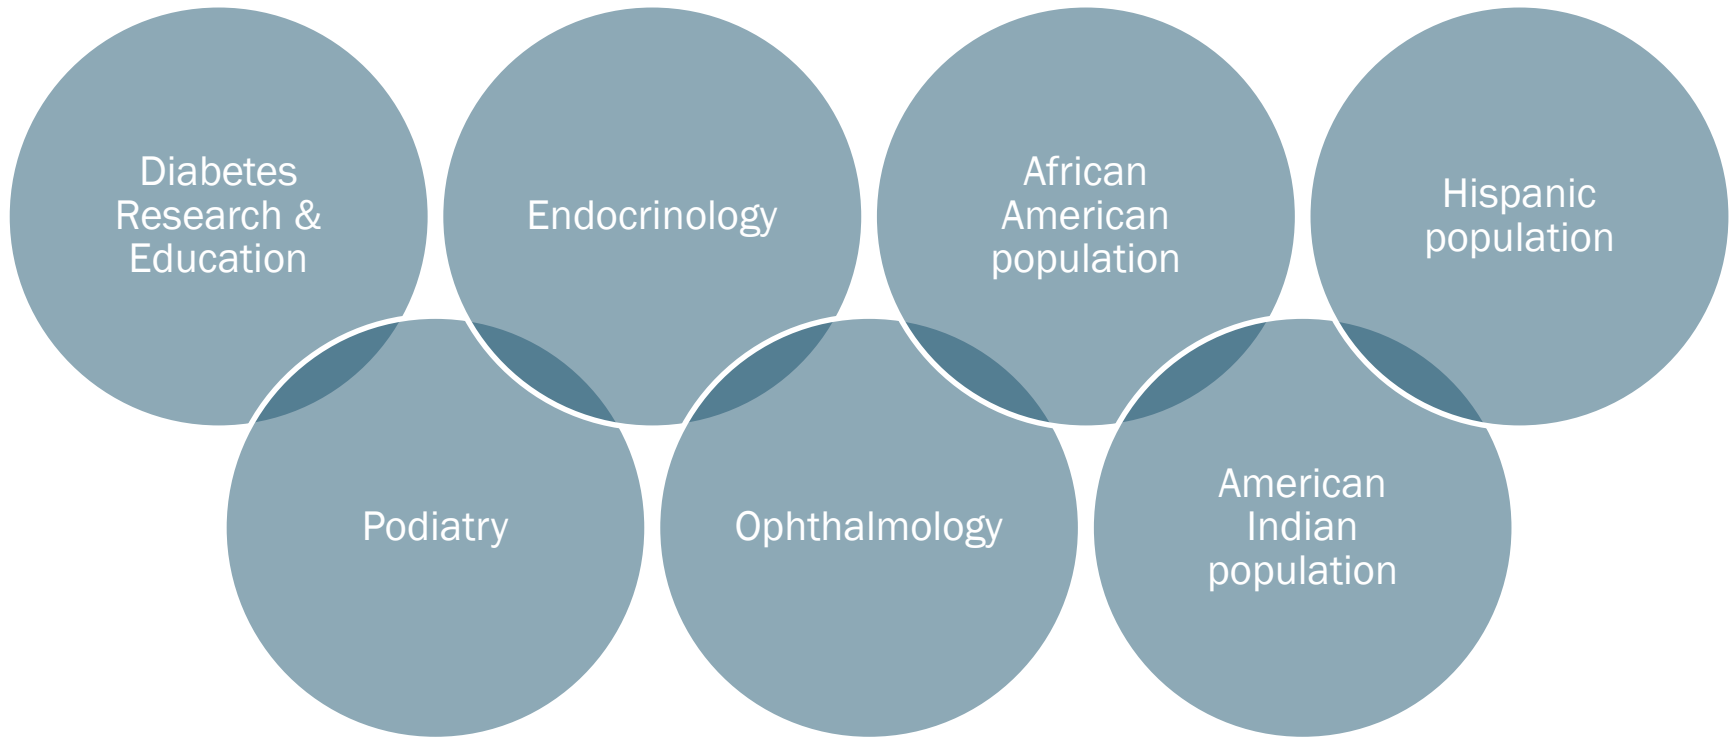 Diabetes
Research &
Education
Endocrinology
African
American
population
Hispanic
population
Podiatry
Ophthalmology
American
Indian
population